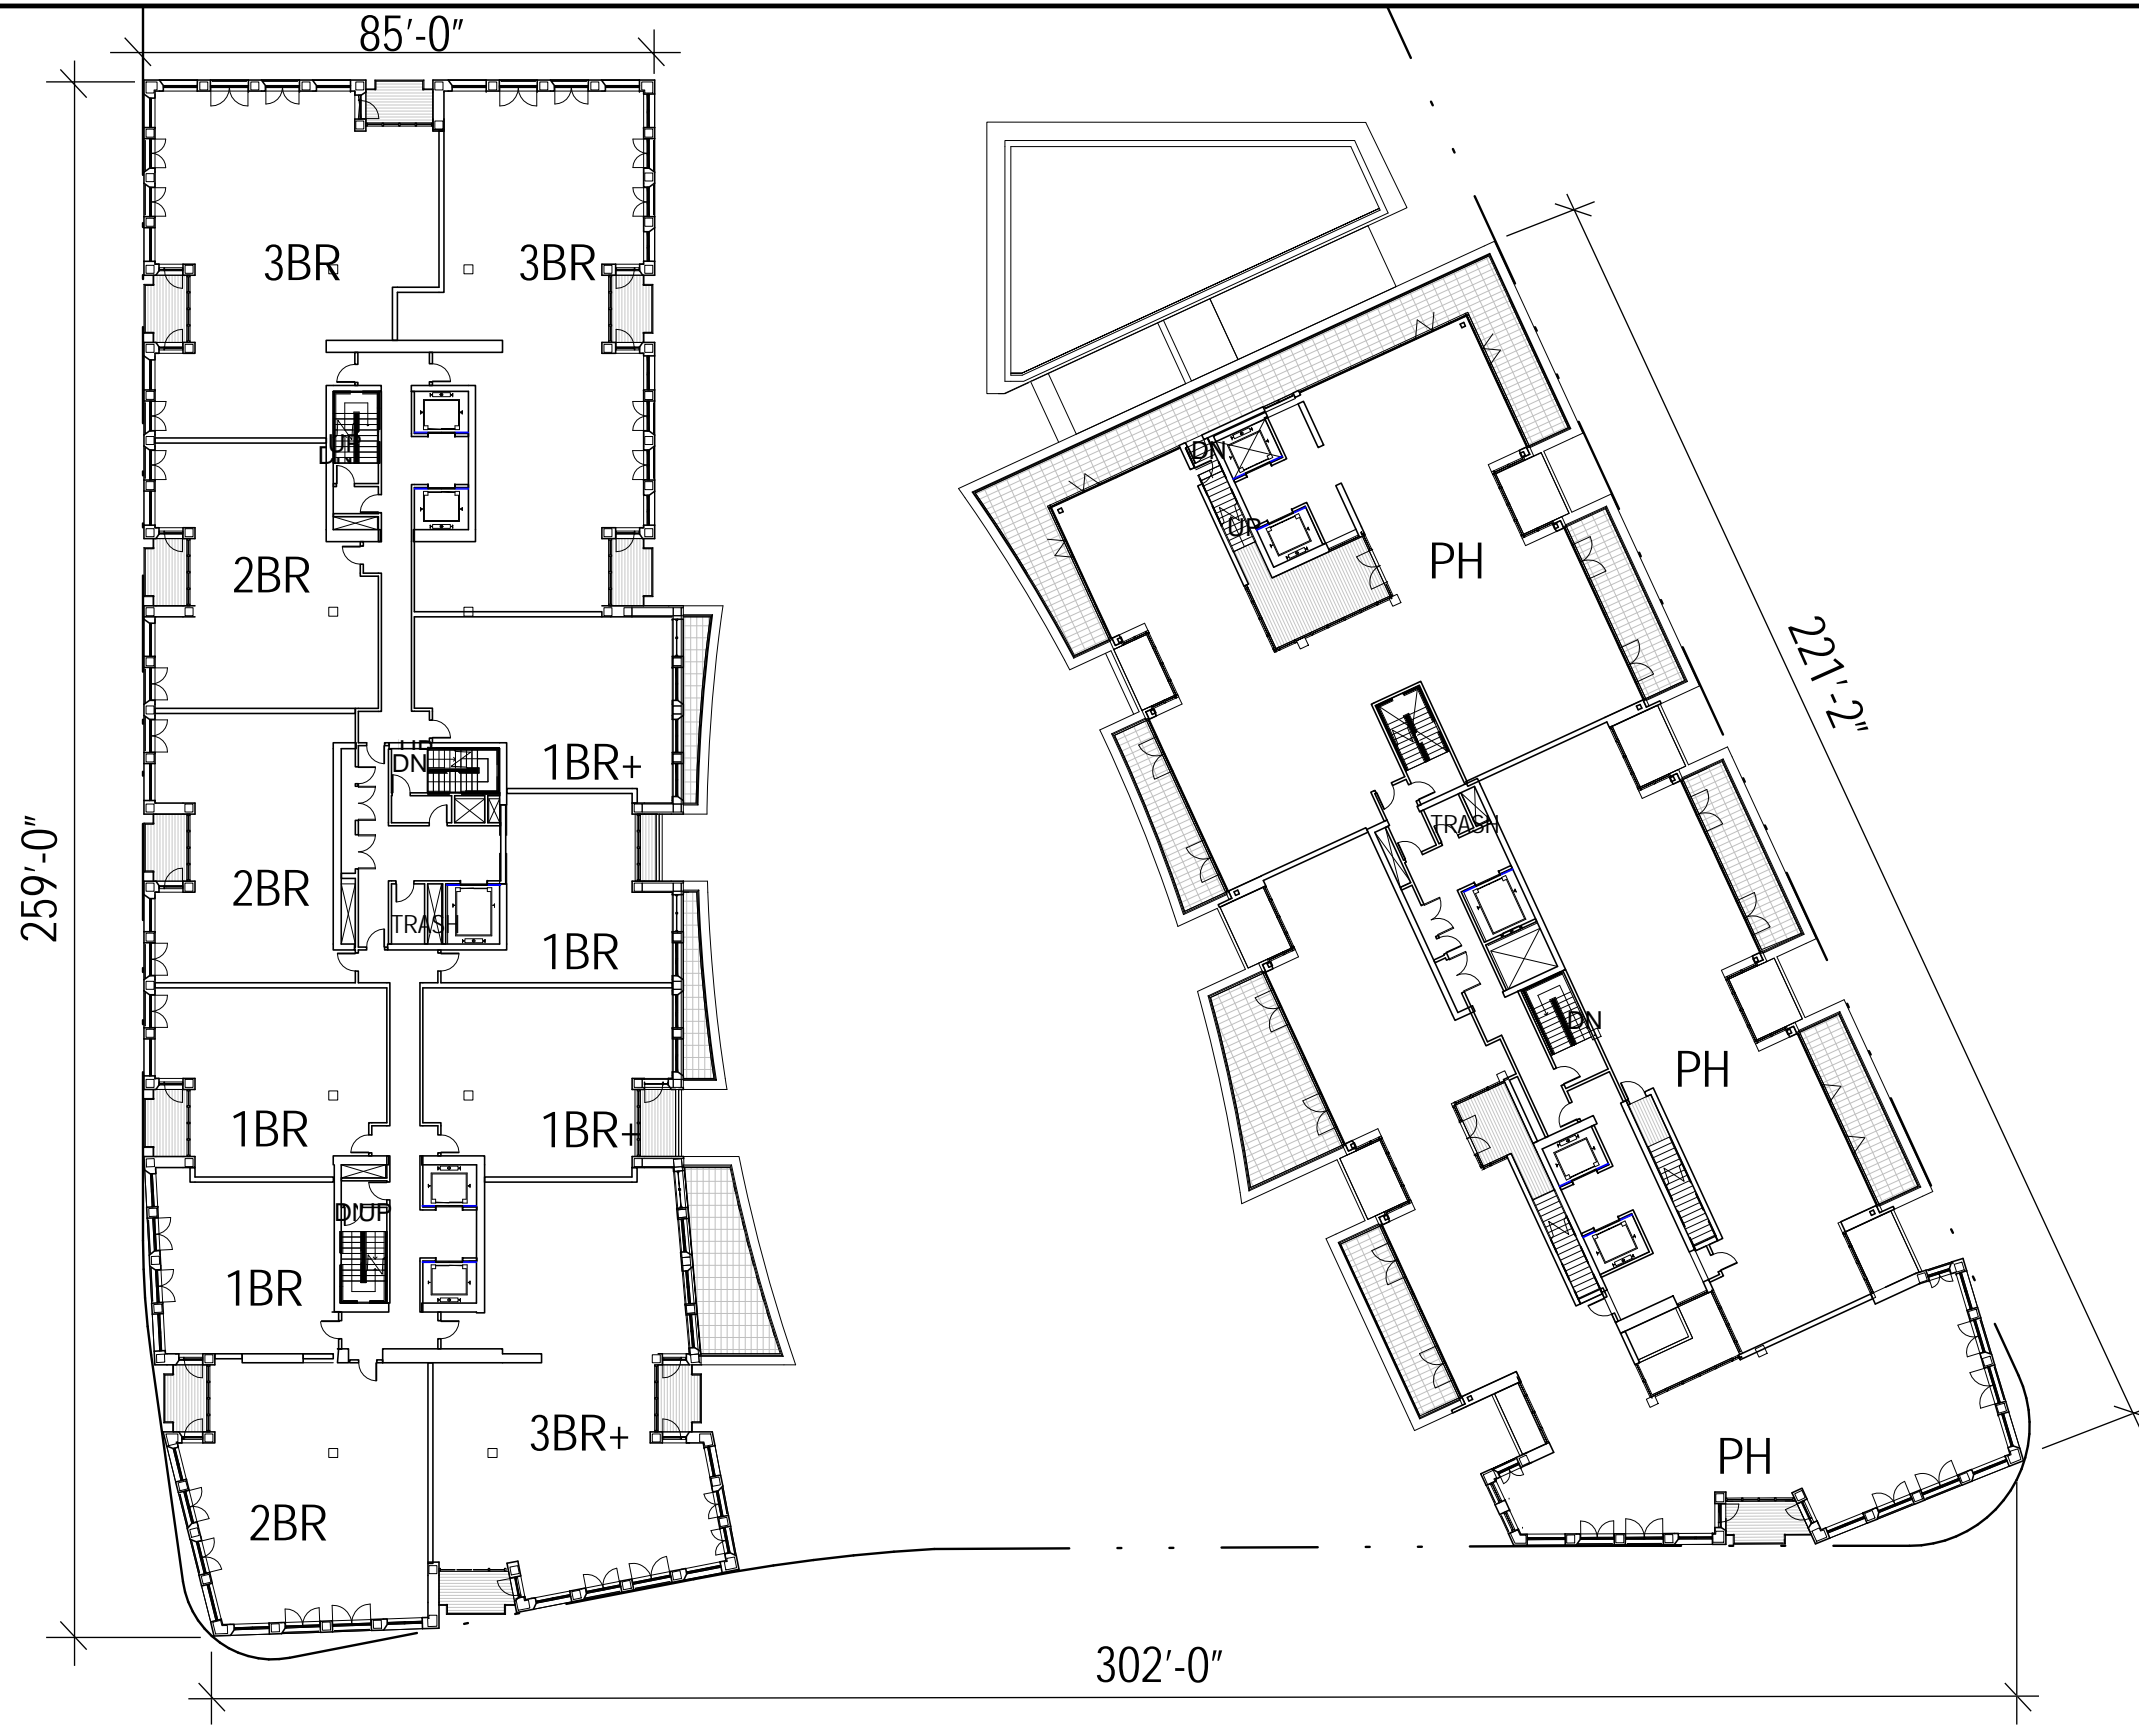 85'-0"
3BR
3BR
DN
UP
PH
2BR
221'-2"
UP
DN
1BR+
TRASH
259'-0"
2BR
TRASH
1BR
DN
PH
1BR
1BR+
UP
1BR
3BR+
PH
2BR
302'-0"